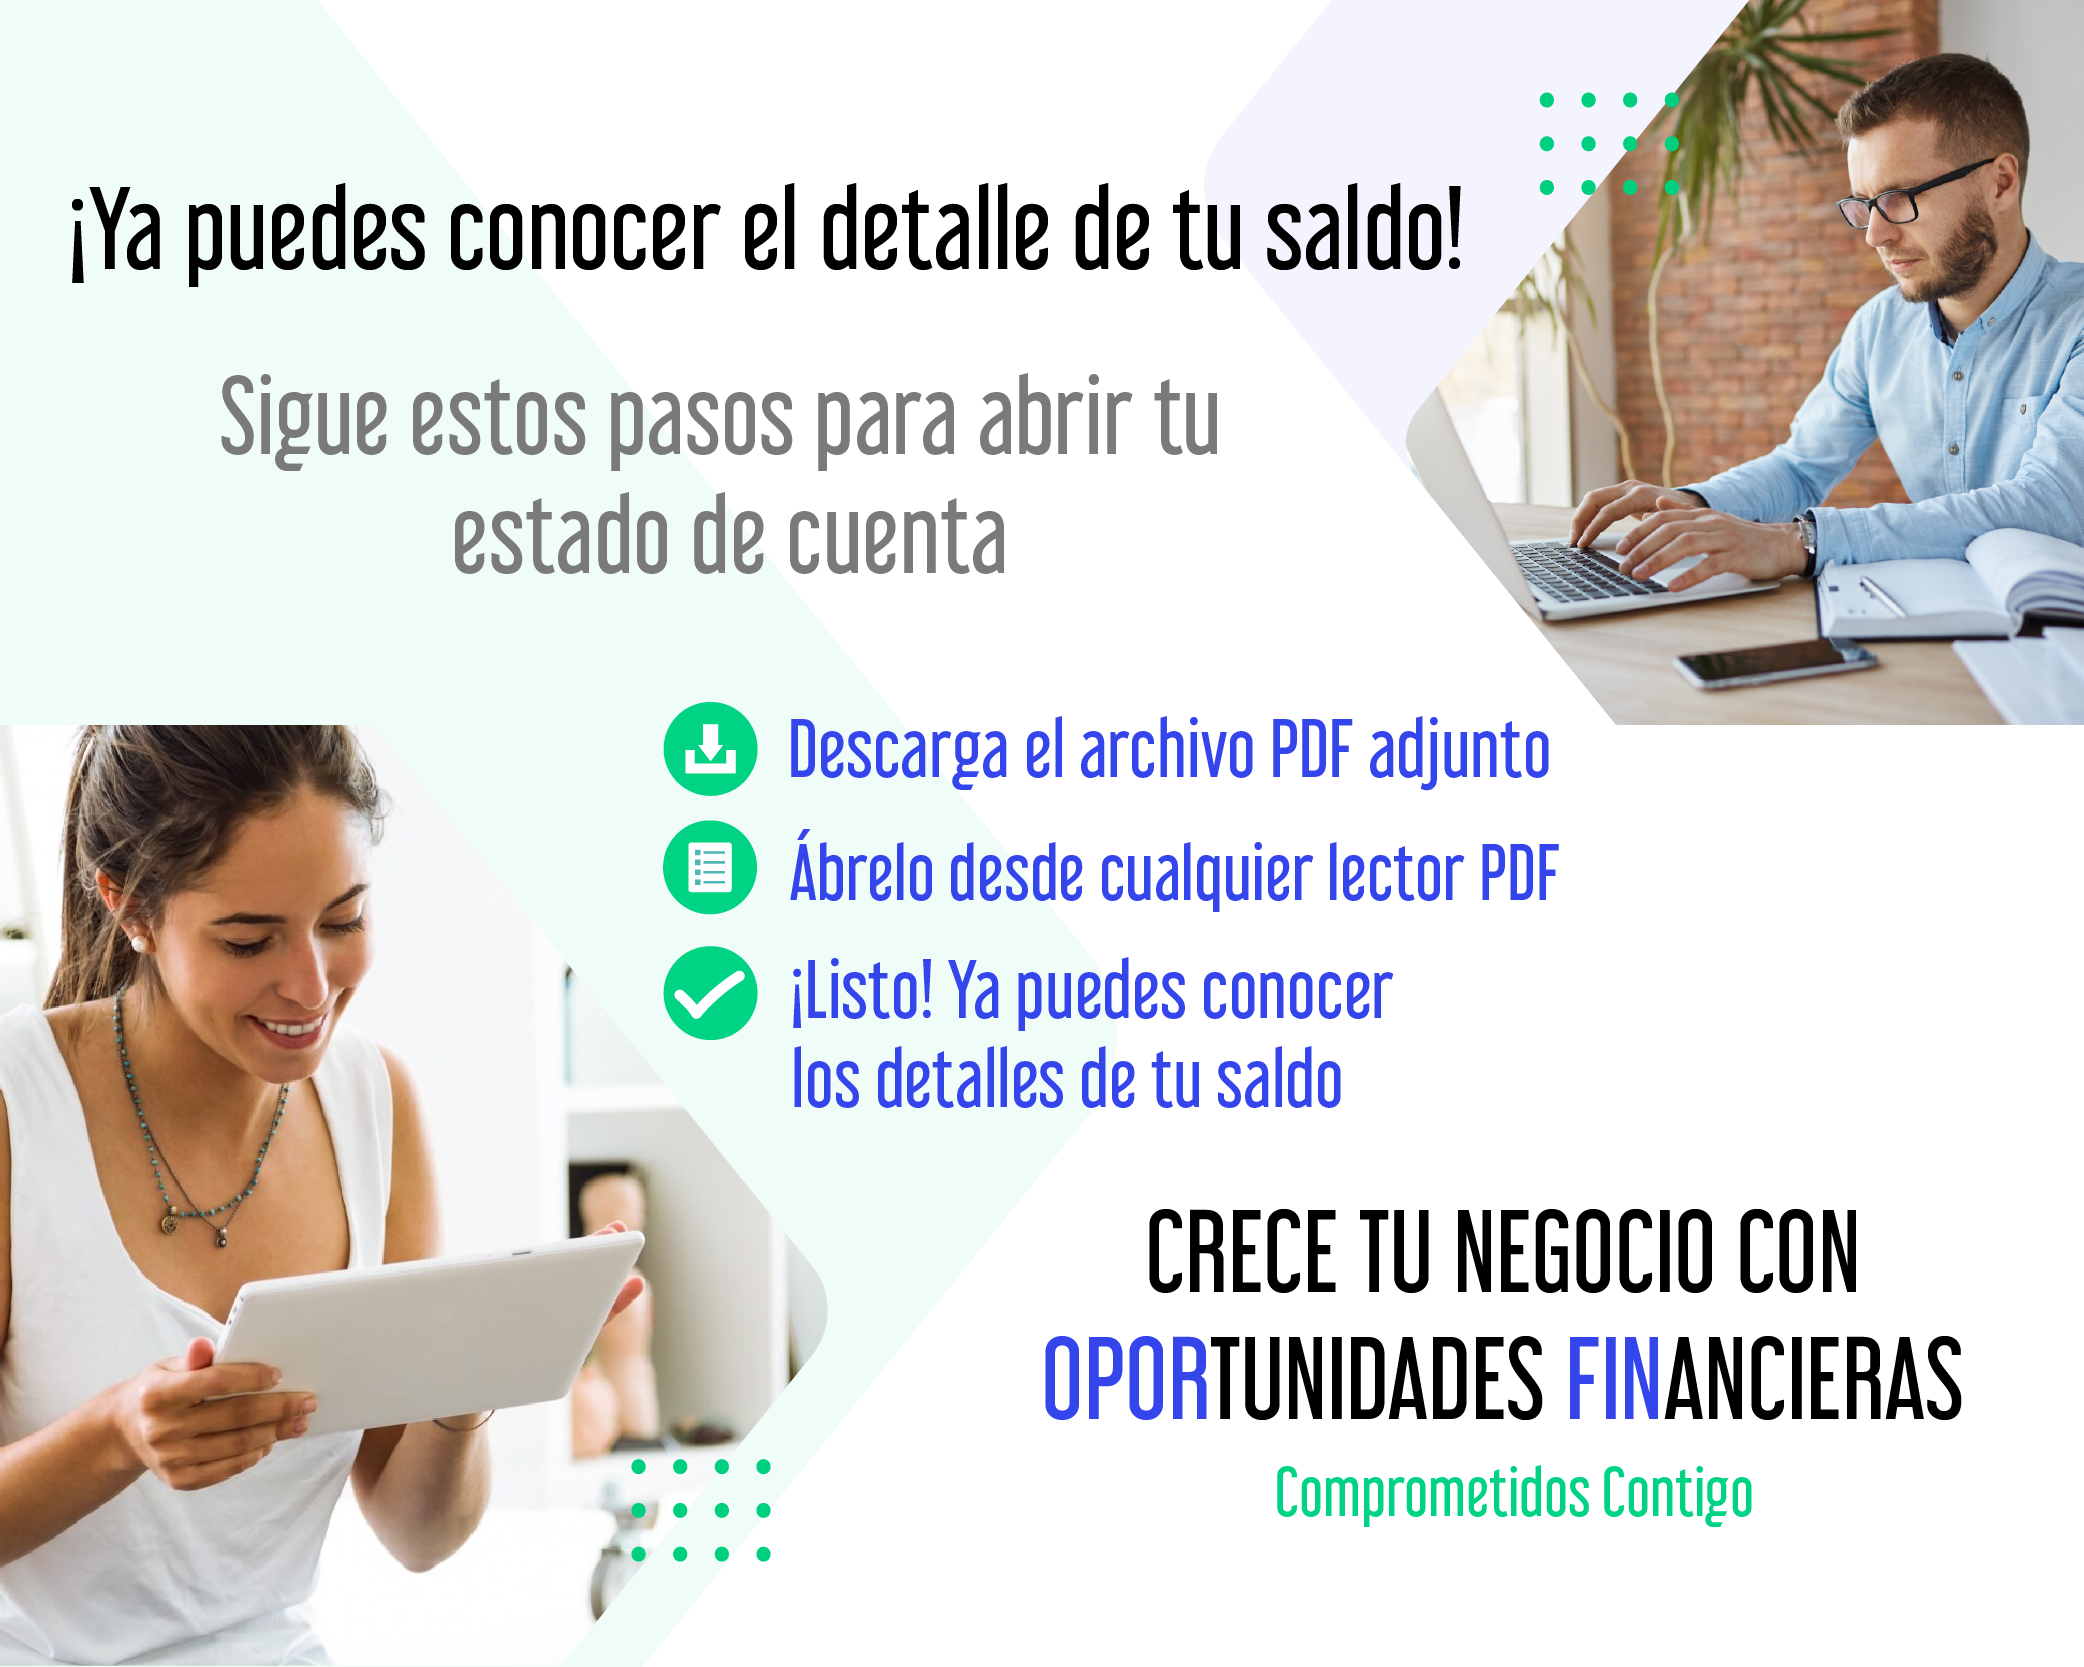 ¡Ya puedes conocer el detalle de tu saldo!
Sigue estos pasos para abrir tu
estado de cuenta
Descarga el archivo PDF adjunto
Ábrelo desde cualquier lector PDF
¡Listo! Ya puedes conocer
los detalles de tu saldo
CRECE TU NEGOCIO CON
OPORTUNIDADES FINANCIERAS
Comprometidos Contigo